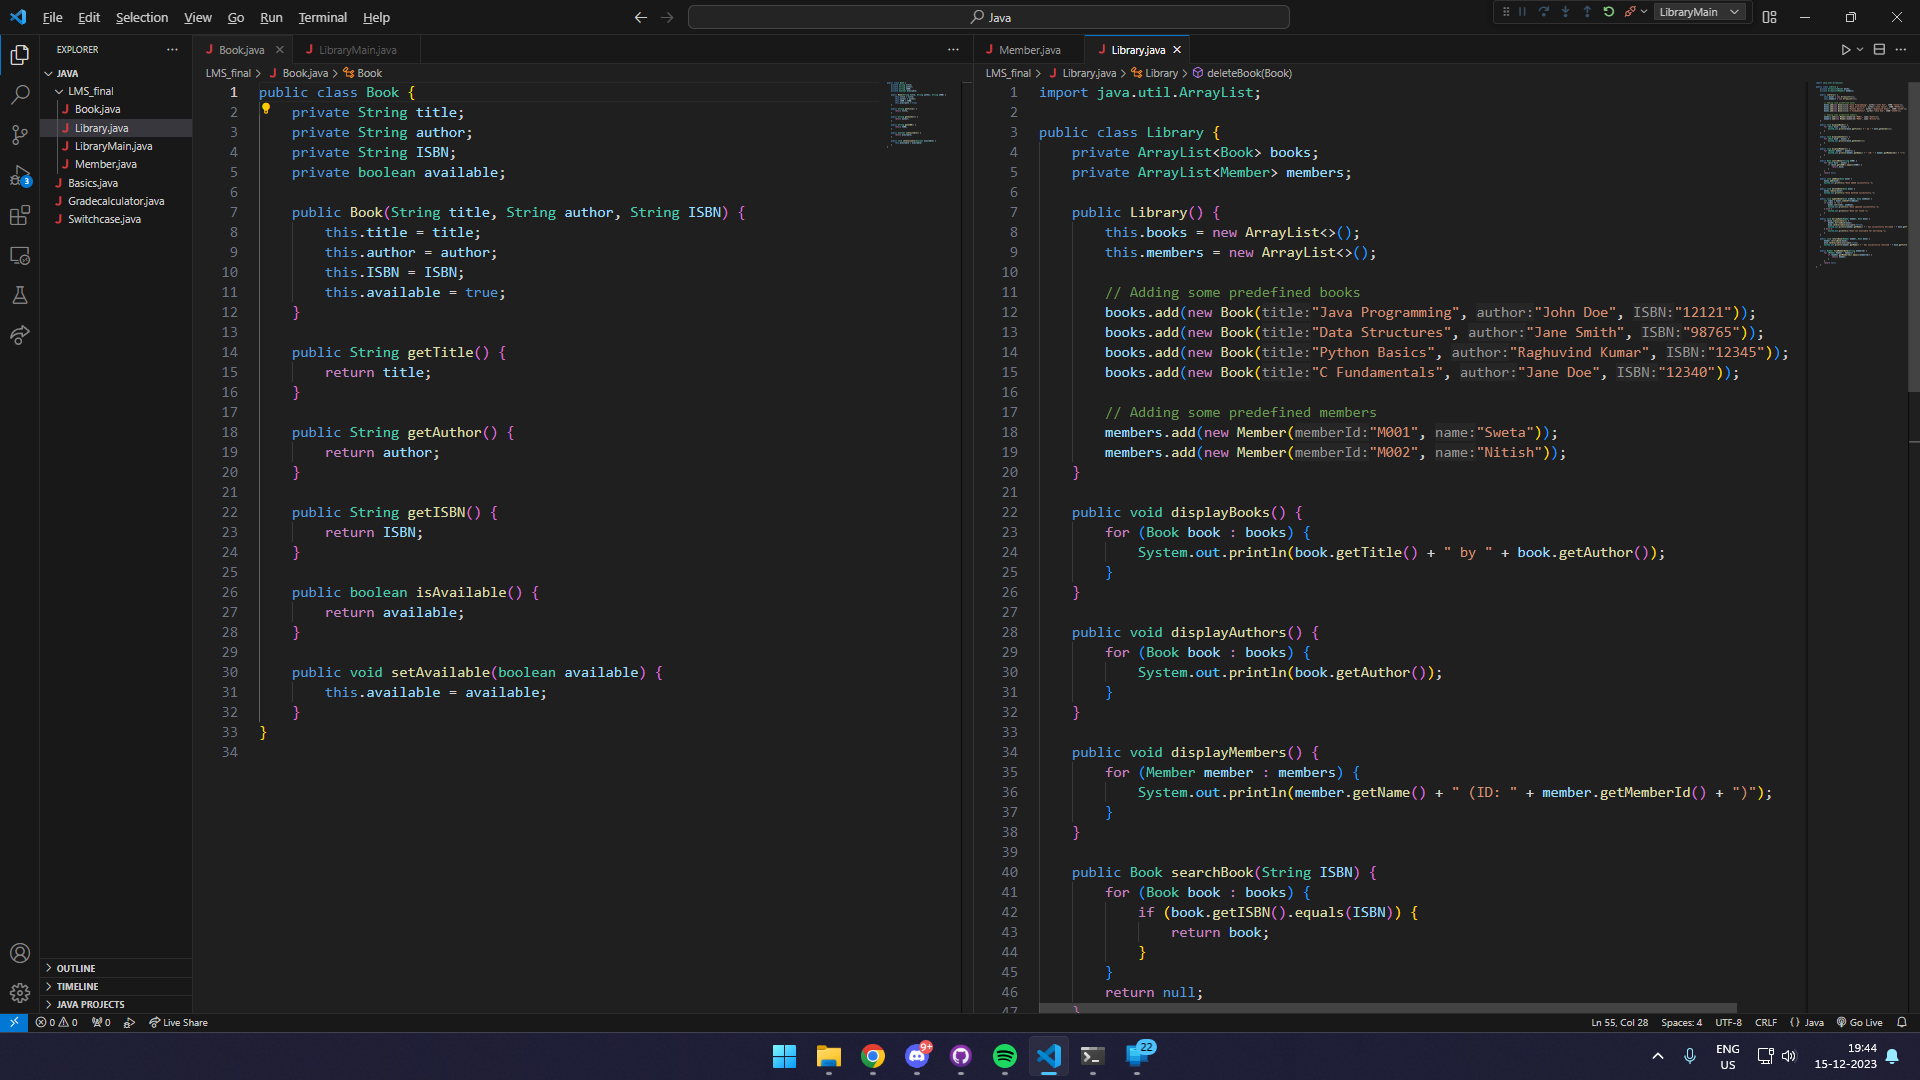 File Edit Selection View Go Run Terminal Help
Java
LibraryMain
EXPLORER
JAVA
LMS_final
Book.java
Library.java
LibraryMain.java
Member.java
Basics.java
Gradecalculator.java
Switchcase.java
OUTLINE
TIMELINE
JAVA PROJECTS
3
Book.java LibraryMain.java
LMS_final > Book.java > Book
1 public class Book {
2 private String title;
3 private String author;
4 private String ISBN;
5 private boolean available;
6
7 public Book(String title, String author, String ISBN) {
8 this.title = title;
9 this.author = author;
10 this.ISBN = ISBN;
11 this.available = true;
12 }
13
14 public String getTitle() {
15 return title;
16 }
17
18 public String getAuthor() {
19 return author;
20 }
21
22 public String getISBN() {
23 return ISBN;
24 }
25
26 public boolean isAvailable() {
27 return available;
28 }
29
30 public void setAvailable(boolean available) {
31 this.available = available;
32 }
33 }
34
Member.java Library.java
LMS_final > Library.java > Library > deleteBook(Book)
1 import java.util.ArrayList;
2
3 public class Library {
4 private ArrayList<Book> books;
5 private ArrayList<Member> members;
6
7 public Library() {
8 this.books = new ArrayList<>();
9 this.members = new ArrayList<>();
10
11 // Adding some predefined books
12 books.add(new Book(title:"Java Programming", author:"John Doe", ISBN:"12121"));
13 books.add(new Book(title:"Data Structures", author:"Jane Smith", ISBN:"98765"));
14 books.add(new Book(title:"Python Basics", author:"Raghuvind Kumar", ISBN:"12345"));
15 books.add(new Book(title:"C Fundamentals", author:"Jane Doe", ISBN:"12340"));
16
17 // Adding some predefined members
18 members.add(new Member(memberId:"M001", name:"Sweta"));
19 members.add(new Member(memberId:"M002", name:"Nitish"));
20 }
21
22 public void displayBooks() {
23 for (Book book : books) {
24 System.out.println(book.getTitle() + " by " + book.getAuthor());
25 }
26 }
27
28 public void displayAuthors() {
29 for (Book book : books) {
30 System.out.println(book.getAuthor());
31 }
32 }
33
34 public void displayMembers() {
35 for (Member member : members) {
36 System.out.println(member.getName() + " (ID: " + member.getMemberId() + ")");
37 }
38 }
39
40 public Book searchBook(String ISBN) {
41 for (Book book : books) {
42 if (book.getISBN().equals(ISBN)) {
43 return book;
44 }
45 }
46 return null;
47 }
0 0 0 Live Share
Ln 55, Col 28 Spaces: 4 UTF-8 CRLF {} Java Go Live
9+
22
ENG
US
19:44
15-12-2023